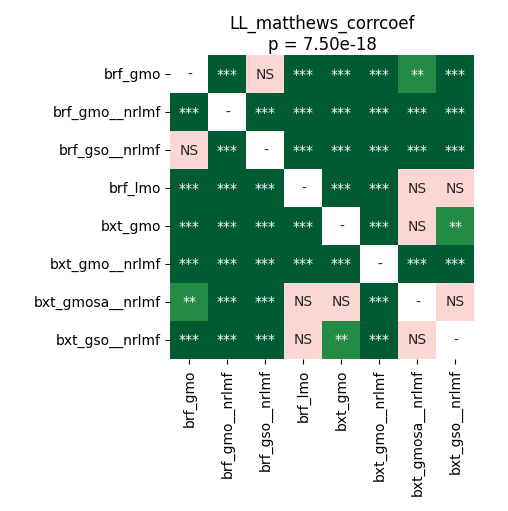 LL_matthews_corrcoef
p = 7.50e-18
brf_gmo - *** NS *** *** *** ** ***
brf_gmo__nrlmf *** - *** *** *** *** *** ***
brf_gso__nrlmf NS *** - *** *** *** *** ***
brf_lmo *** *** *** - *** *** NS NS
bxt_gmo *** *** *** *** - *** NS **
bxt_gmo__nrlmf *** *** *** *** *** - *** ***
bxt_gmosa__nrlmf ** *** *** NS NS *** - NS
bxt_gso__nrlmf *** *** *** NS ** *** NS -
brf_gmo
brf_gmo__nrlmf
brf_gso__nrlmf
brf_lmo
bxt_gmo
bxt_gmo__nrlmf
bxt_gmosa__nrlmf
bxt_gso__nrlmf